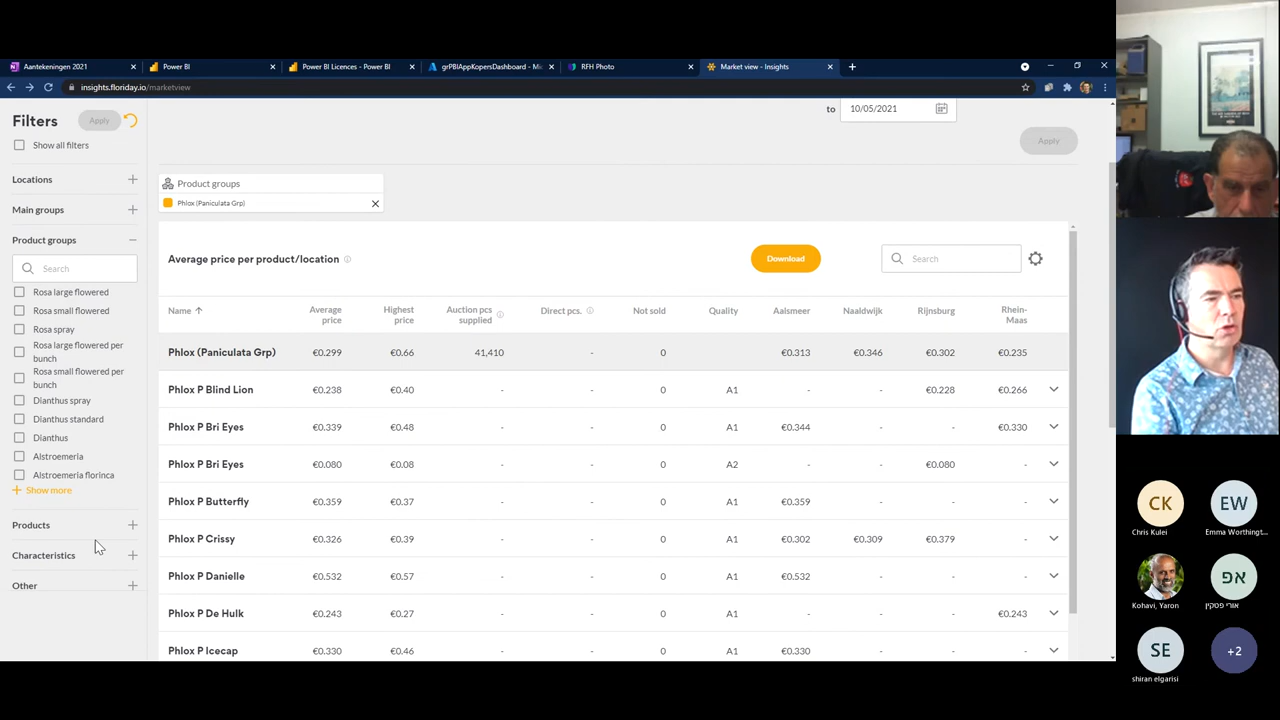 Aantekeningen 2021
Power BI
Power BI Licences - Power BI
grPBIAppKopersDashboard - Mic
RFH Photo
Market view - Insights
insights.floriday.io/marketview
Filters
Apply
Show all filters
Locations
Main groups
Product groups
Search
Rosa large flowered
Rosa small flowered
Rosa spray
Rosa large flowered per
bunch
Rosa small flowered per
bunch
Dianthus spray
Dianthus standard
Dianthus
Alstroemeria
Alstroemeria florinca
Show more
Products
Characteristics
Other
to
10/05/2021
Apply
Product groups
Phlox (Paniculata Grp)
Average price per product/location
Download
Search
Name Average price Highest price Auction pcs supplied Direct pcs. Not sold Quality Aalsmeer Naaldwijk Rijnsburg Rhein-Maas
Phlox (Paniculata Grp) €0.299 €0.66 41,410 - 0 €0.313 €0.346 €0.302 €0.235
Phlox P Blind Lion €0.238 €0.40 - - 0 A1 - - €0.228 €0.266
Phlox P Bri Eyes €0.339 €0.48 - - 0 A1 €0.344 - - €0.330
Phlox P Bri Eyes €0.080 €0.08 - - 0 A2 - - €0.080 -
Phlox P Butterfly €0.359 €0.37 - - 0 A1 €0.359 - - -
Phlox P Crissy €0.326 €0.39 - - 0 A1 €0.302 €0.309 €0.379 -
Phlox P Danielle €0.532 €0.57 - - 0 A1 €0.532 - - -
Phlox P De Hulk €0.243 €0.27 - - 0 A1 - - - €0.243
Phlox P Icecap €0.330 €0.46 - - 0 A1 €0.330 - - -
CK
Chris Kulei
EW
Emma Worthingt...
Kohavi, Yaron
אפ
אורי פטקין
SE
shiran elgarisi
+2